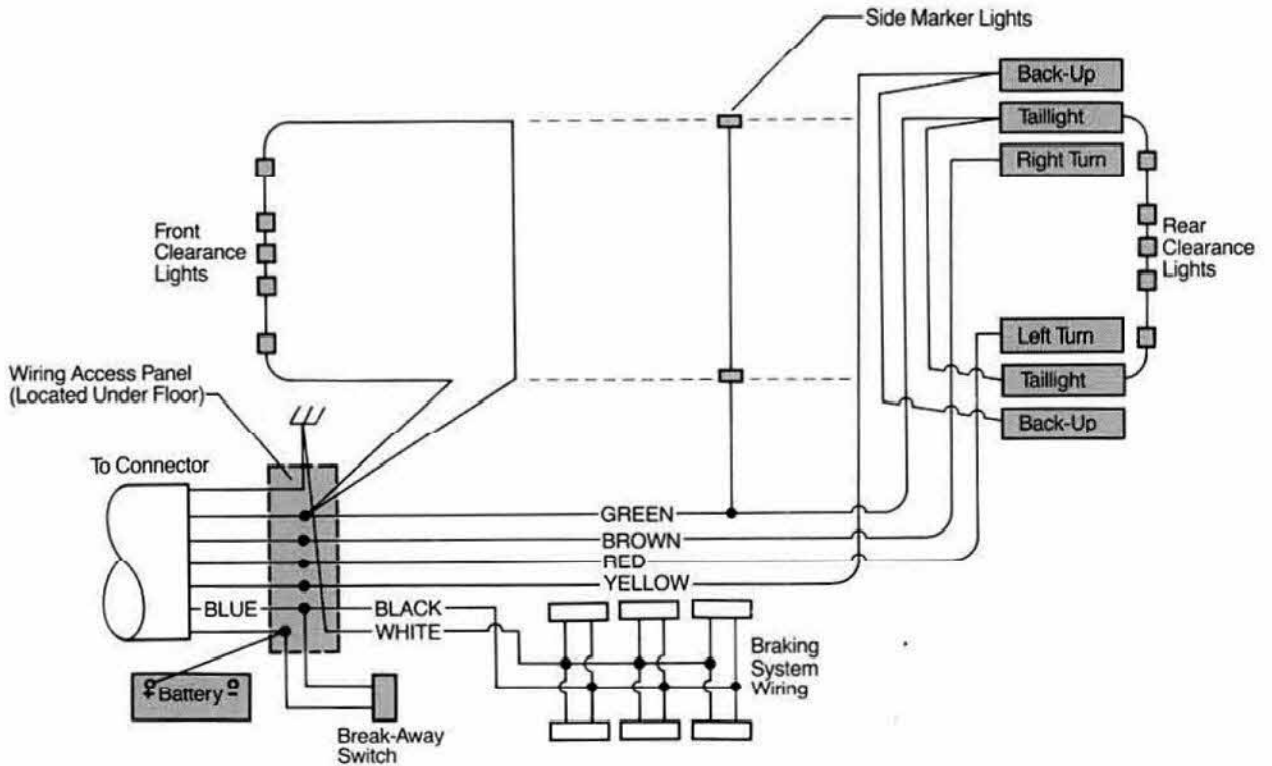 Side Marker Lights
Back-Up
Taillight
Right Turn
Front
Clearance
Lights
Rear
Clearance
Lights
Left Turn
Wiring Access Panel
(Located Under Floor)
Taillight
Back-Up
To Connector
GREEN
BROWN
RED
YELLOW
BLUE
BLACK
WHITE
Braking
System
Wiring
+ Battery -
Break-Away
Switch